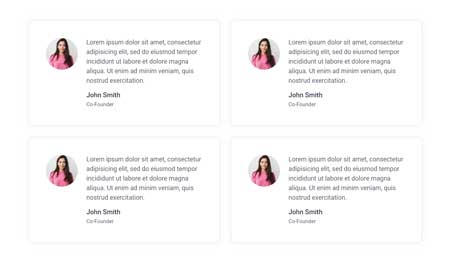 Lorem ipsum dolor sit amet, consectetur
adipiscing elit, sed do eiusmod tempor
incididunt ut labore et dolore magna
aliqua. Ut enim ad minim veniam, quis
nostrud exercitation.
John Smith
Co-Founder
Lorem ipsum dolor sit amet, consectetur
adipiscing elit, sed do eiusmod tempor
incididunt ut labore et dolore magna
aliqua. Ut enim ad minim veniam, quis
nostrud exercitation.
John Smith
Co-Founder
Lorem ipsum dolor sit amet, consectetur
adipiscing elit, sed do eiusmod tempor
incididunt ut labore et dolore magna
aliqua. Ut enim ad minim veniam, quis
nostrud exercitation.
John Smith
Co-Founder
Lorem ipsum dolor sit amet, consectetur
adipiscing elit, sed do eiusmod tempor
incididunt ut labore et dolore magna
aliqua. Ut enim ad minim veniam, quis
nostrud exercitation.
John Smith
Co-Founder